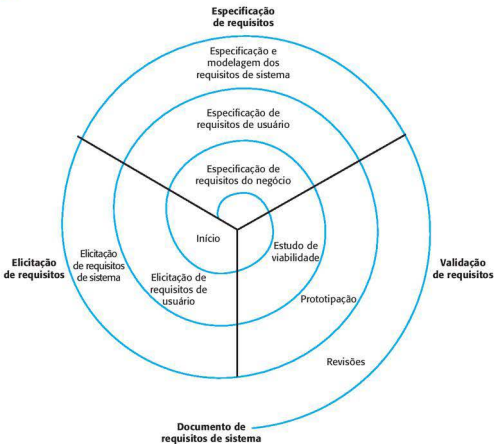 Especificação
de requisitos
Especificação e
modelagem dos
requisitos de sistema
Especificação de
requisitos de usuário
Especificação de
requisitos do negócio
Início
Estudo de
viabilidade
Elicitação
de requisitos
Elicitação
de requisitos
de sistema
Elicitação de
requisitos de
usuário
Validação
de requisitos
Prototipação
Revisões
Documento de
requisitos de sistema